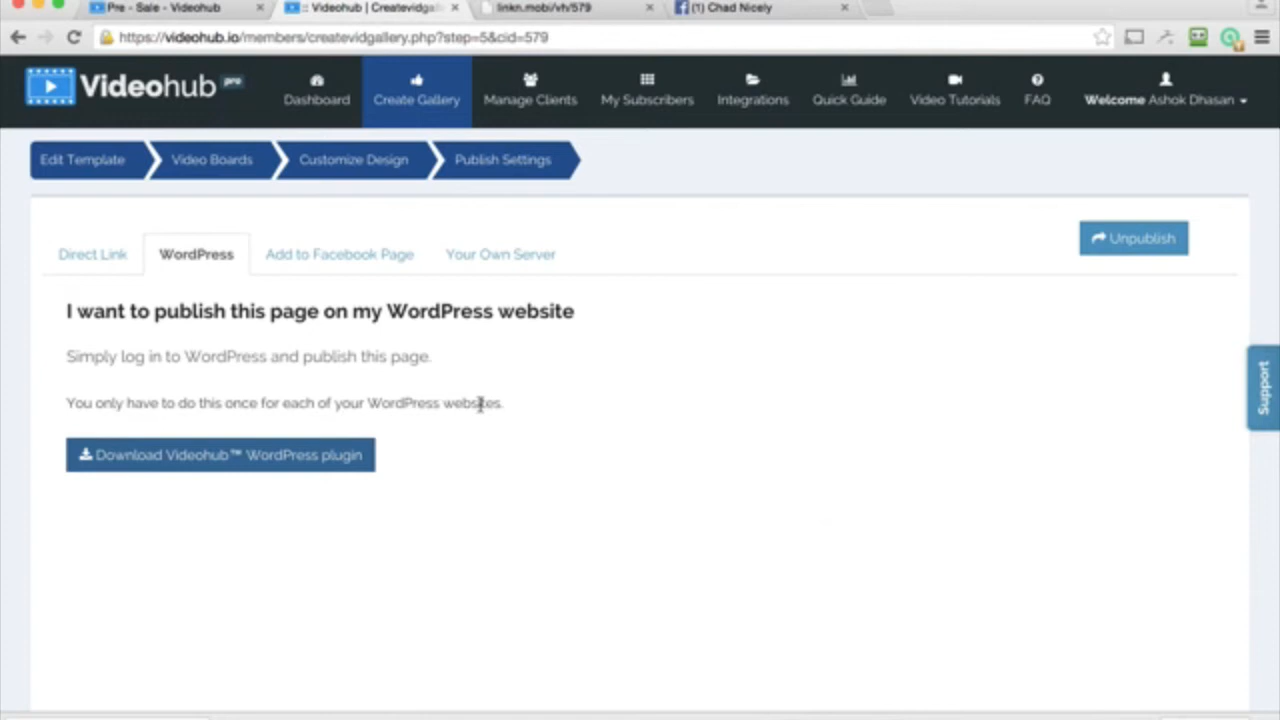 Pre - Sale - Videohub
:: Videohub | Createvidgal
linkn.mobi/vh/579
(1) Chad Nicely
https://videohub.io/members/createvidgallery.php?step=5&cid=579
Videohub pro
Dashboard
Create Gallery
Manage Clients
My Subscribers
Integrations
Quick Guide
Video Tutorials
FAQ
Welcome Ashok Dhasan
Edit Template
Video Boards
Customize Design
Publish Settings
Unpublish
Direct Link
WordPress
Add to Facebook Page
Your Own Server
I want to publish this page on my WordPress website
Simply log in to WordPress and publish this page.
You only have to do this once for each of your WordPress websites.
Download Videohub™ WordPress plugin
Support